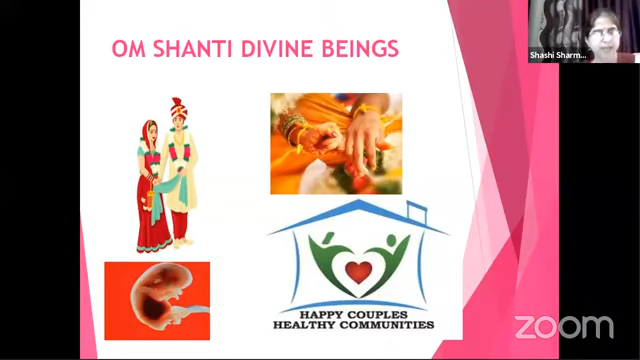 OM SHANTI DIVINE BEINGS
Shashi Sharm...
HAPPY COUPLES
HEALTHY COMMUNITIES
zoom